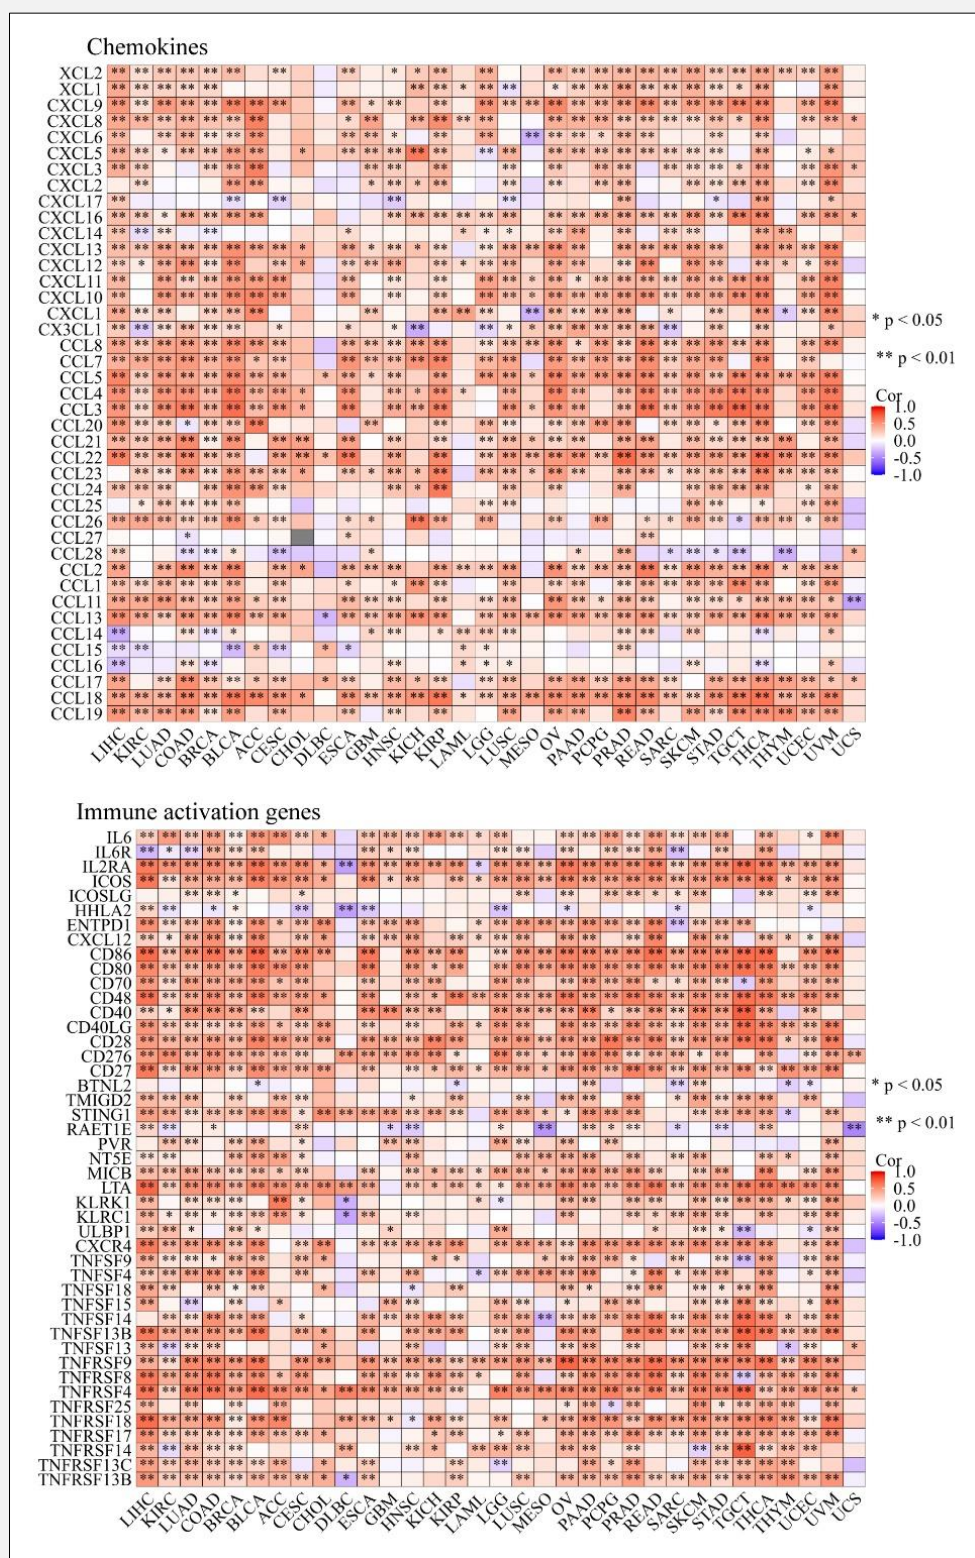 Chemokines
XCL2
XCL1
CXCL9
CXCL8
CXCL6
CXCL5
CXCL3
CXCL2
CXCL17
CXCL16
CXCL14
CXCL13
CXCL12
CXCL11
CXCL10
CXCL1
CX3CL1
CCL8
CCL7
CCL5
CCL4
CCL3
CCL20
CCL21
CCL22
CCL23
CCL24
CCL25
CCL26
CCL27
CCL28
CCL2
CCL1
CCL11
CCL13
CCL14
CCL15
CCL16
CCL17
CCL18
CCL19
* p < 0.05
** p < 0.01
Cor
1.0
0.5
0.0
-0.5
-1.0
LIHC KIRC LUAD COAD BRCA BLCA ACC CESC CHOL DLBC ESCA GBM HNSC KICH KIRP LAML LGG LUSC MESO OV PAAD PCPG PRAD READ SARC SKCM STAD TGCT THCA THYM UCEC UVM UCS
Immune activation genes
IL6
IL6R
IL2RA
ICOS
ICOSLG
HHLA2
ENTPD1
CXCL12
CD86
CD80
CD70
CD48
CD40
CD40LG
CD28
CD276
CD27
BTNL2
TMIGD2
STING1
RAET1E
PVR
NT5E
MICB
LTA
KLRK1
KLRC1
ULBP1
CXCR4
TNFSF9
TNFSF4
TNFSF18
TNFSF15
TNFSF14
TNFSF13B
TNFSF13
TNFRSF9
TNFRSF8
TNFRSF4
TNFRSF25
TNFRSF18
TNFRSF17
TNFRSF14
TNFRSF13C
TNFRSF13B
* p < 0.05
** p < 0.01
Cor
1.0
0.5
0.0
-0.5
-1.0
LIHC KIRC LUAD COAD BRCA BLCA ACC CESC CHOL DLBC ESCA GBM HNSC KICH KIRP LAML LGG LUSC MESO OV PAAD PCPG PRAD READ SARC SKCM STAD TGCT THCA THYM UCEC UVM UCS